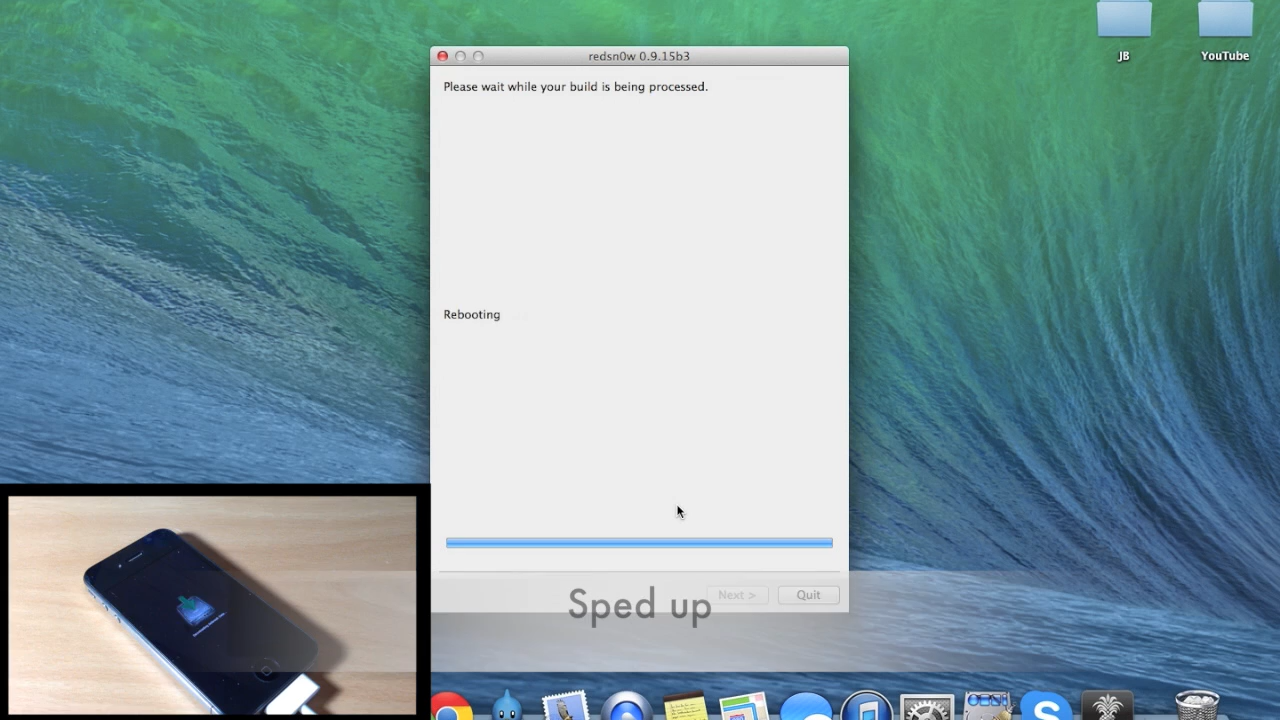 redsn0w 0.9.15b3
Please wait while your build is being processed.
Rebooting
Next >
Quit
Sped up
JB
YouTube